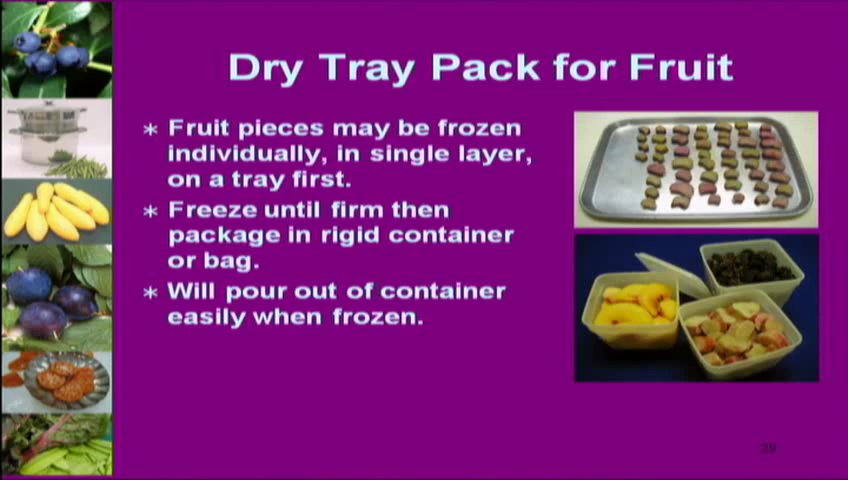 Dry Tray Pack for Fruit
* Fruit pieces may be frozen
individually, in single layer,
on a tray first.
* Freeze until firm then
package in rigid container
or bag.
* Will pour out of container
easily when frozen.
29